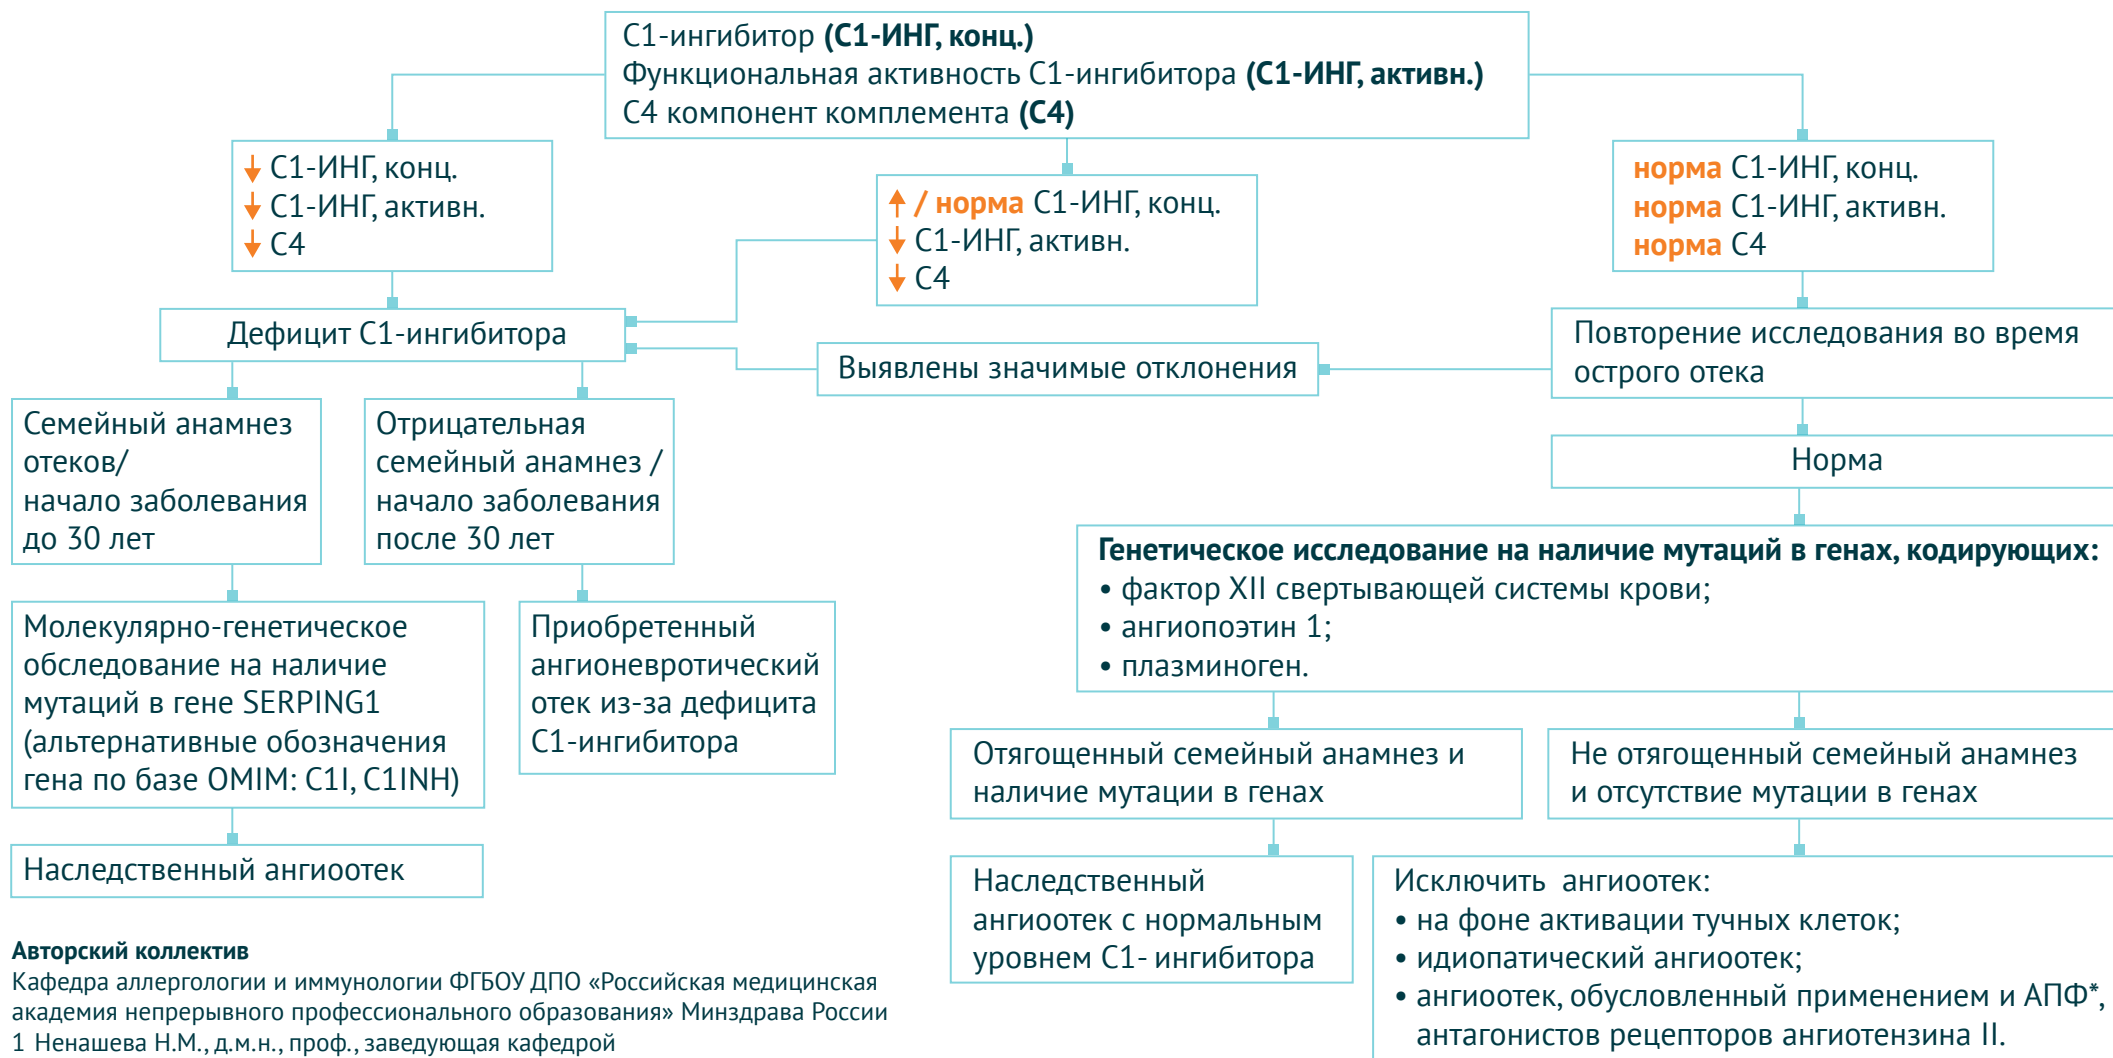 С1-ингибитор (С1-ИНГ, конц.)
Функциональная активность С1-ингибитора (С1-ИНГ, активн.)
С4 компонент комплемента (С4)
↓ С1-ИНГ, конц.
↓ С1-ИНГ, активн.
↓ С4
↑ / норма С1-ИНГ, конц.
↓ С1-ИНГ, активн.
↓ С4
норма С1-ИНГ, конц.
норма С1-ИНГ, активн.
норма С4
Дефицит С1-ингибитора
Выявлены значимые отклонения
Повторение исследования во время
острого отека
Семейный анамнез
отеков/
начало заболевания
до 30 лет
Отрицательная
семейный анамнез /
начало заболевания
после 30 лет
Норма
Генетическое исследование на наличие мутаций в генах, кодирующих:
• фактор XII свертывающей системы крови;
• ангиопоэтин 1;
• плазминоген.
Молекулярно-генетическое
обследование на наличие
мутаций в гене SERPING1
(альтернативные обозначения
гена по базе OMIM: C1I, C1INH)
Приобретенный
ангионевротический
отек из-за дефицита
С1-ингибитора
Отягощенный семейный анамнез и
наличие мутации в генах
Не отягощенный семейный анамнез
и отсутствие мутации в генах
Наследственный ангиоотек
Наследственный
ангиоотек с нормальным
уровнем С1- ингибитора
Исключить ангиоотек:
• на фоне активации тучных клеток;
• идиопатический ангиоотек;
• ангиоотек, обусловленный применением и АПФ*,
антагонистов рецепторов ангиотензина II.
Авторский коллектив
Кафедра аллергологии и иммунологии ФГБОУ ДПО «Российская медицинская
академия непрерывного профессионального образования» Минздрава России
1 Ненашева Н.М., д.м.н., проф., заведующая кафедрой